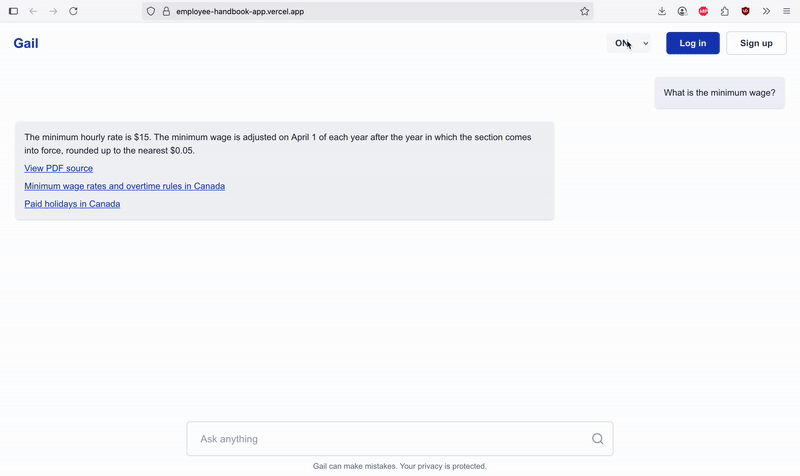 employee-handbook-app.vercel.app
Gail
ON
Log in
Sign up
What is the minimum wage?
The minimum hourly rate is $15. The minimum wage is adjusted on April 1 of each year after the year in which the section comes
into force, rounded up to the nearest $0.05.
View PDF source
Minimum wage rates and overtime rules in Canada
Paid holidays in Canada
Ask anything
Gail can make mistakes. Your privacy is protected.